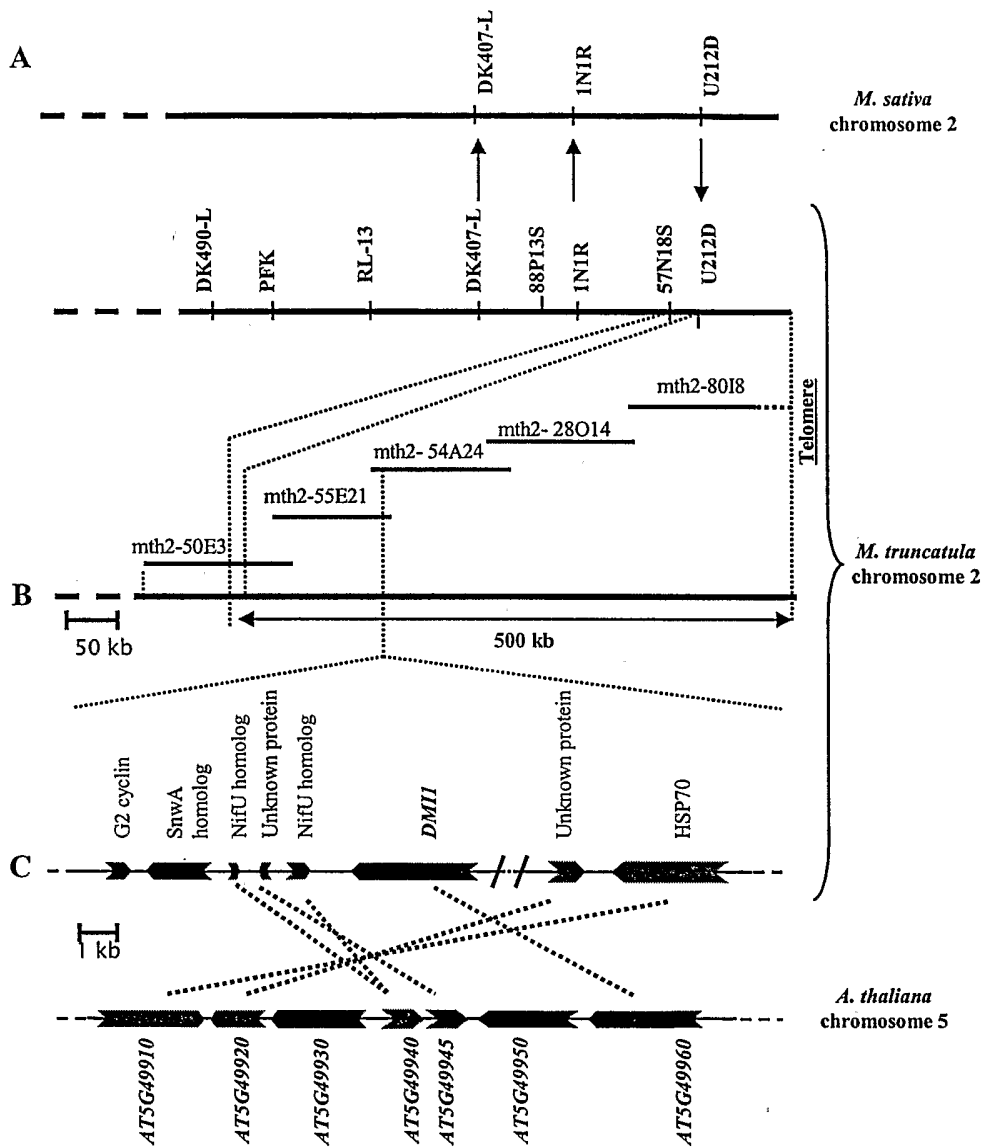 A
DK407-L
1N1R
U212D
M. sativa
chromosome 2
DK490-L
PFK
RL-13
DK407-L
88P13S
1N1R
57N18S
U212D
mth2-80I8
mth2- 28O14
mth2- 54A24
mth2-55E21
mth2-50E3
Telomere
M. truncatula
chromosome 2
B
50 kb
500 kb
G2 cyclin
SnwA
homolog
NifU homolog
Unknown protein
NifU homolog
DMI1
Unknown protein
HSP70
C
1 kb
A. thaliana
chromosome 5
AT5G49910
AT5G49920
AT5G49930
AT5G49940
AT5G49945
AT5G49950
AT5G49960